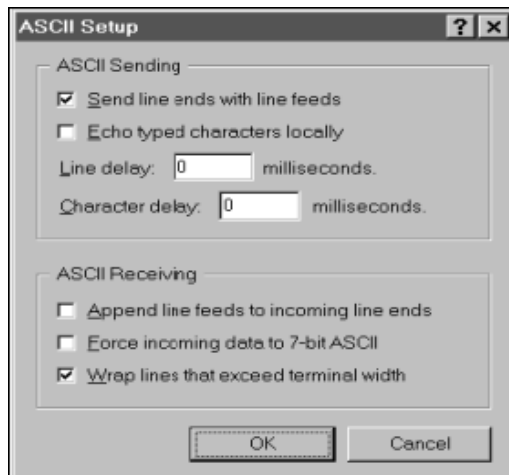 ASCII Setup
ASCII Sending
Send line ends with line feeds
Echo typed characters locally
Line delay: 0 milliseconds.
Character delay: 0 milliseconds.
ASCII Receiving
Append line feeds to incoming line ends
Force incoming data to 7-bit ASCII
Wrap lines that exceed terminal width
OK Cancel